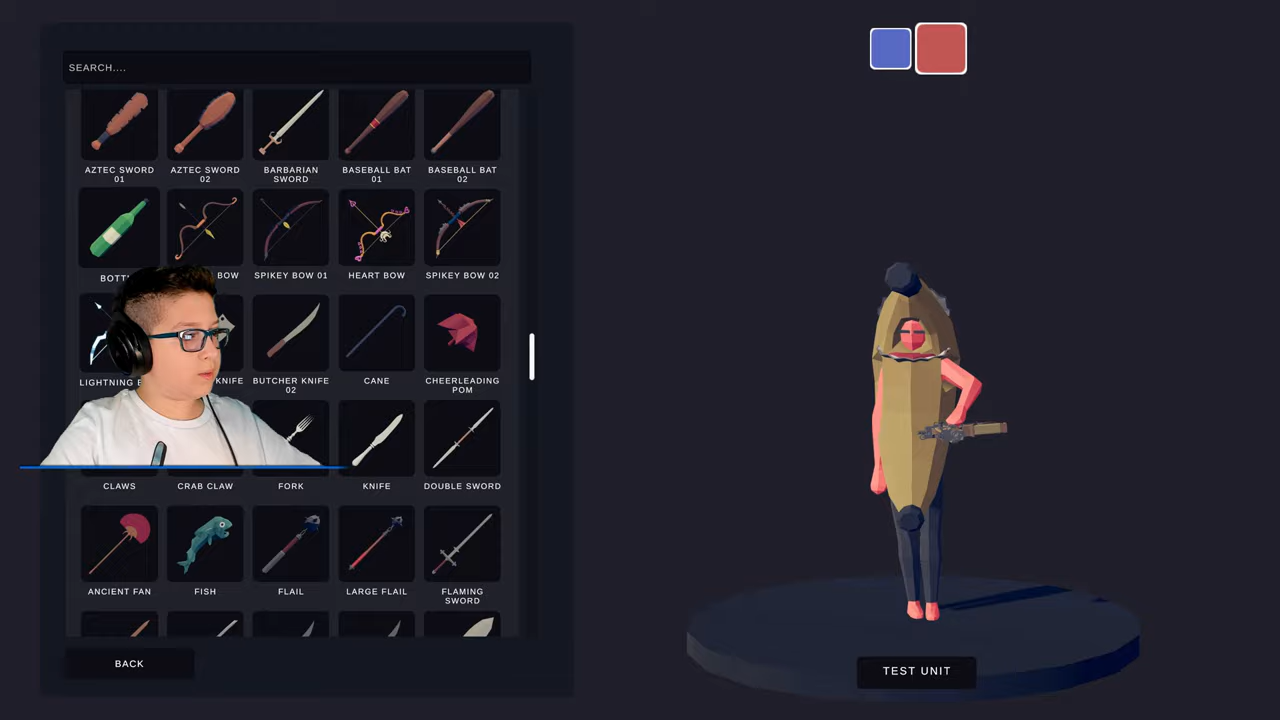 SEARCH....
AZTEC SWORD 01
AZTEC SWORD 02
BARBARIAN SWORD
BASEBALL BAT 01
BASEBALL BAT 02
BOW
SPIKEY BOW 01
HEART BOW
SPIKEY BOW 02
LIGHTNING
KNIFE
BUTCHER KNIFE 02
CANE
CHEERLEADING POM
CLAWS
CRAB CLAW
FORK
KNIFE
DOUBLE SWORD
ANCIENT FAN
FISH
FLAIL
LARGE FLAIL
FLAMING SWORD
BACK
TEST UNIT